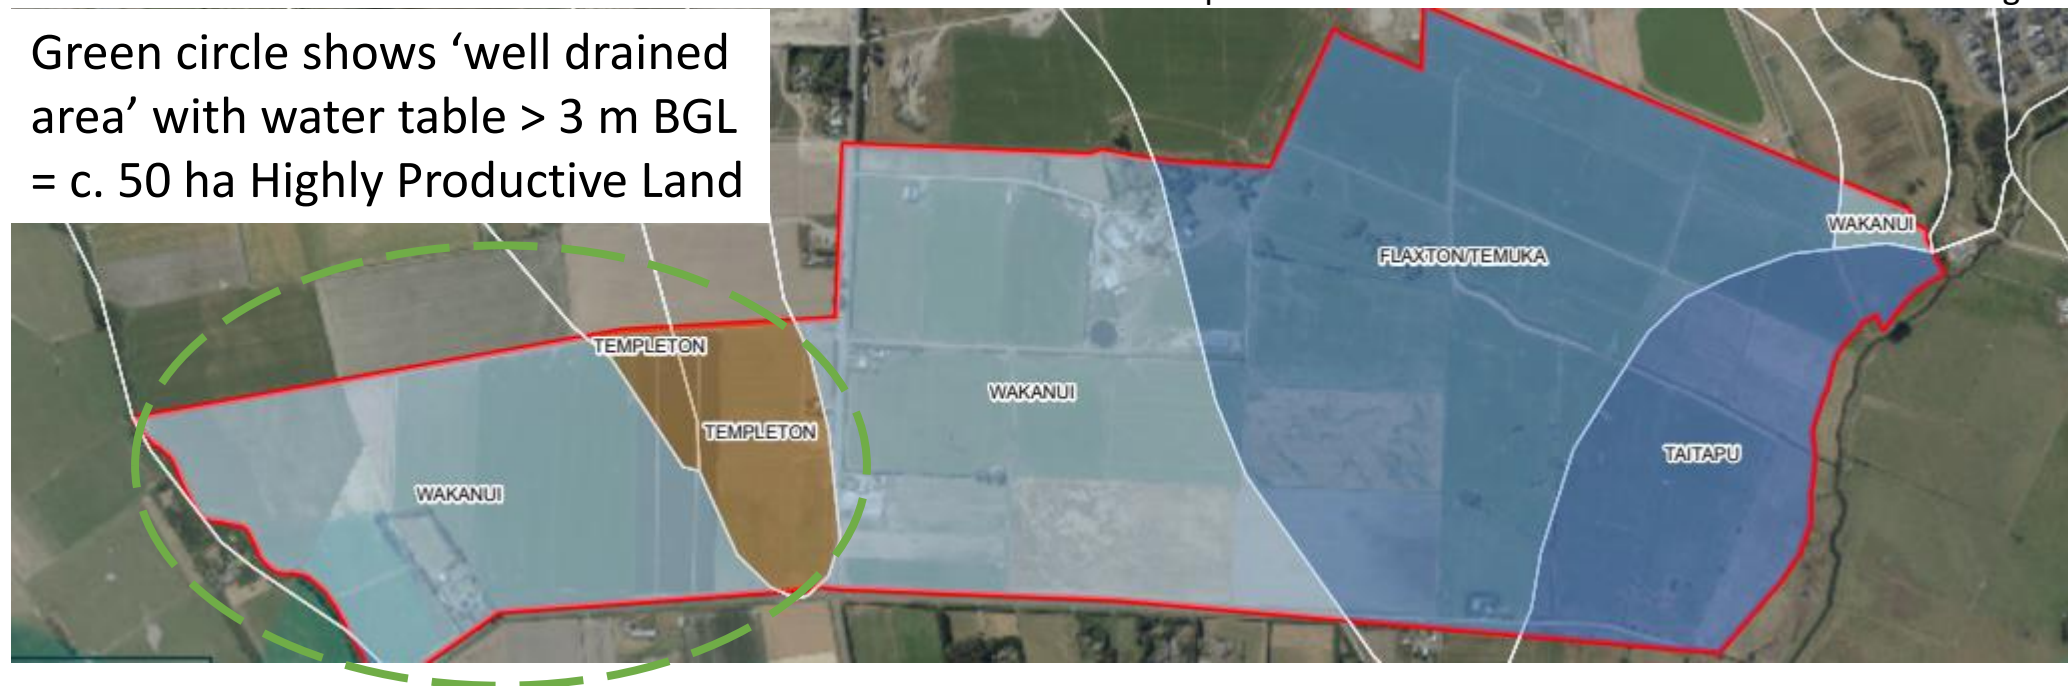 Green circle shows ‘well drained
area’ with water table > 3 m BGL
= c. 50 ha Highly Productive Land
WAKANUI
FLAXTON/TEMUKA
TEMPLETON
WAKANUI
TEMPLETON
TAITAPU
WAKANUI